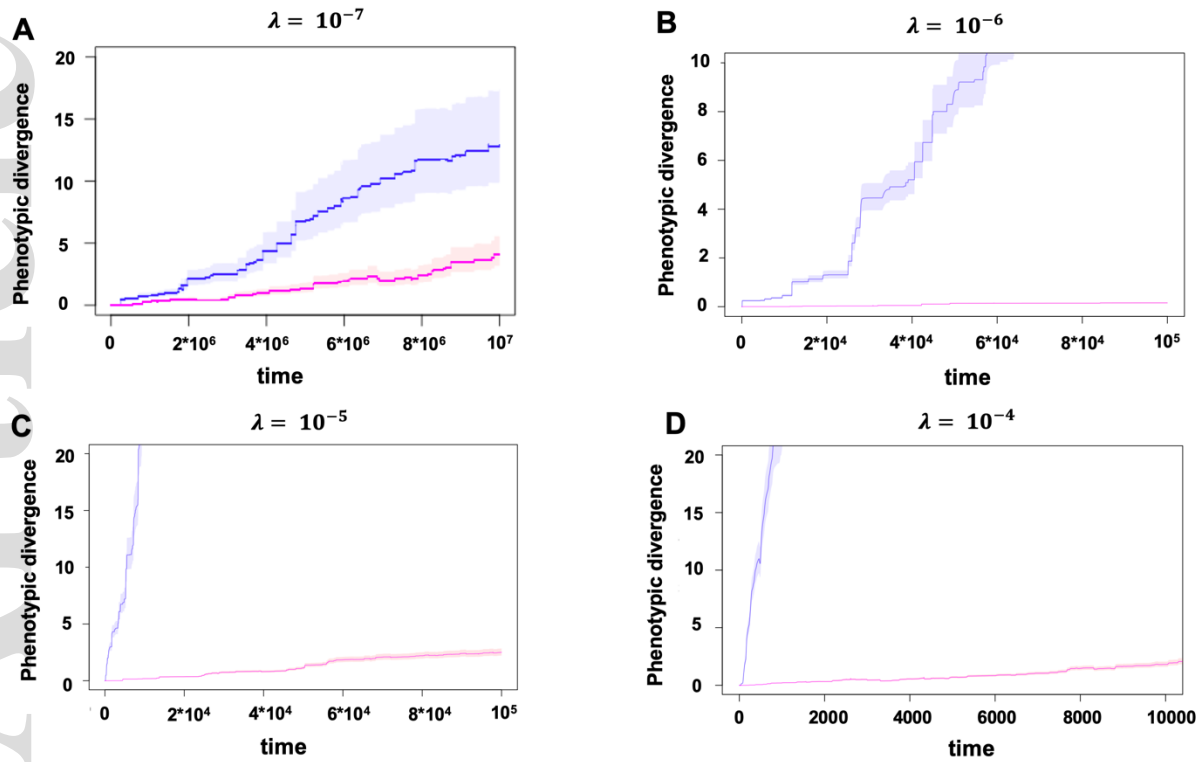 A
λ = 10⁻⁷
Phenotypic divergence
20
15
10
5
0
0
2*10⁶
4*10⁶
6*10⁶
8*10⁶
10⁷
time
B
λ = 10⁻⁶
Phenotypic divergence
10
8
6
4
2
0
0
2*10⁴
4*10⁴
6*10⁴
8*10⁴
10⁵
time
C
λ = 10⁻⁵
Phenotypic divergence
20
15
10
5
0
0
2*10⁴
4*10⁴
6*10⁴
8*10⁴
10⁵
time
D
λ = 10⁻⁴
Phenotypic divergence
20
15
10
5
0
0
2000
4000
6000
8000
10000
time